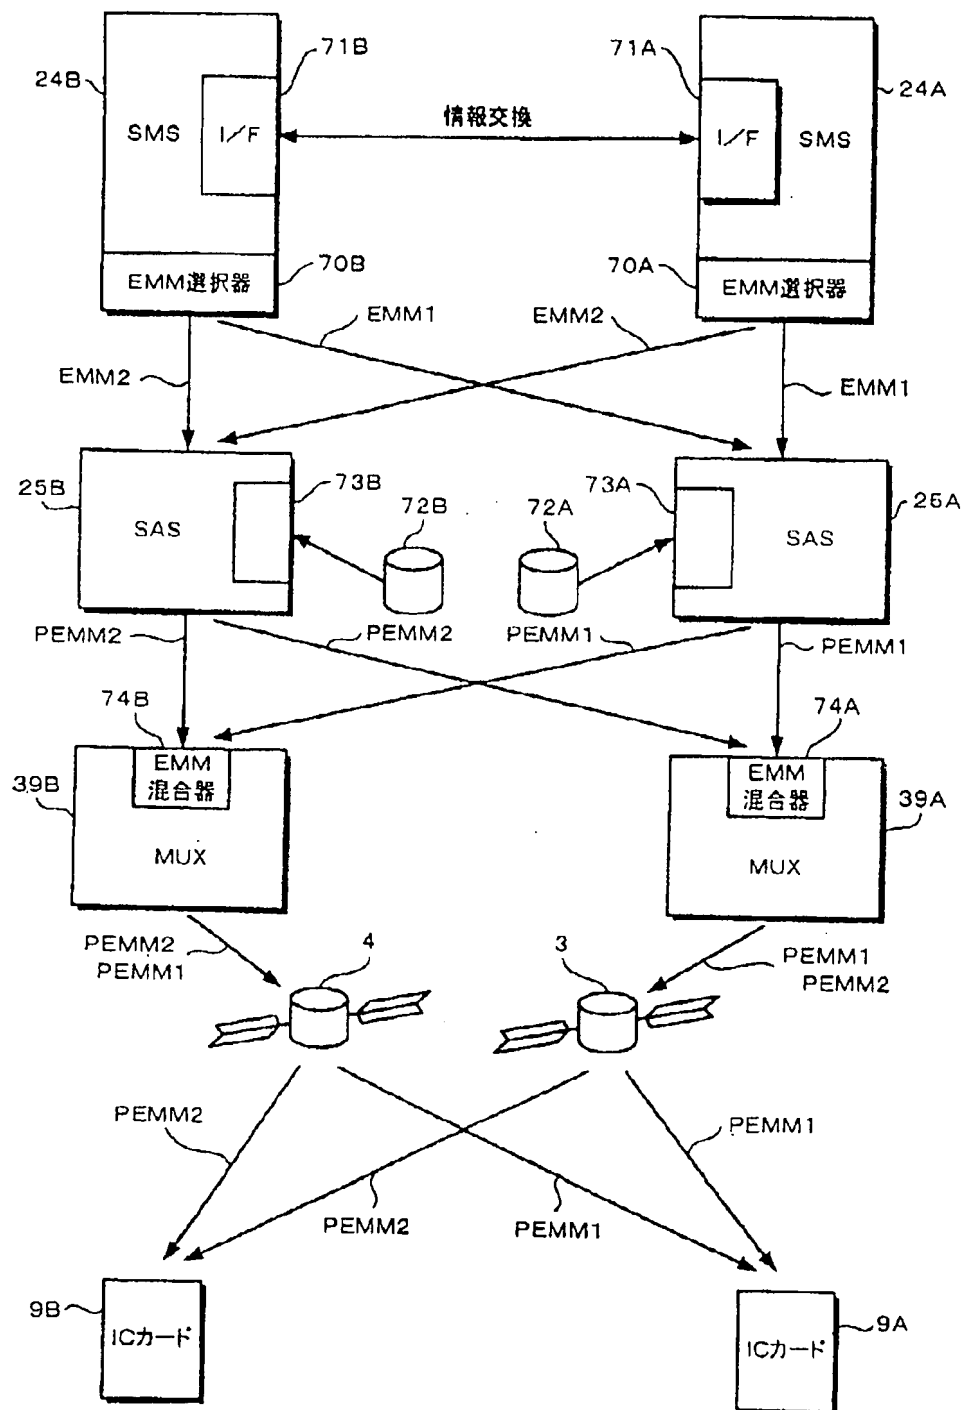 71B
71A
24B
24A
情報交換
SMS
I/F
I/F
SMS
70B
70A
EMM選択器
EMM選択器
EMM1
EMM2
EMM2
EMM1
25B
73B
72B
72A
73A
25A
SAS
SAS
PEMM2
PEMM2
PEMM1
PEMM1
74B
74A
EMM
混合器
EMM
混合器
39B
39A
MUX
MUX
PEMM2
PEMM1
4
3
PEMM1
PEMM2
PEMM2
PEMM1
PEMM2
PEMM1
9B
ICカード
9A
ICカード